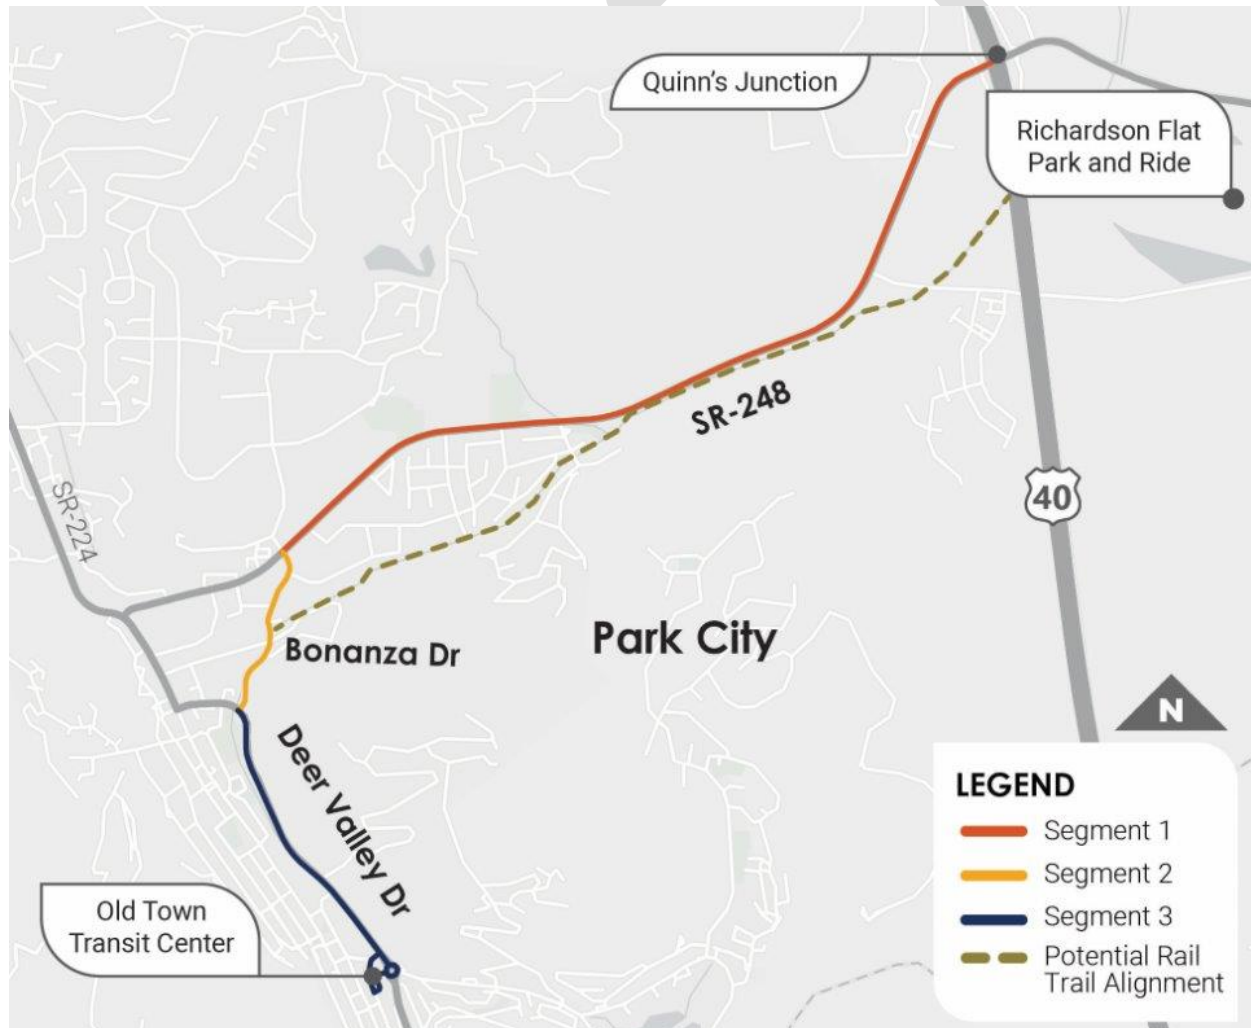 Quinn's Junction
Richardson Flat
Park and Ride
SR-248
40
SR-224
Park City
Bonanza Dr
N
Deer Valley Dr
LEGEND
Segment 1
Segment 2
Segment 3
Potential Rail
Trail Alignment
Old Town
Transit Center